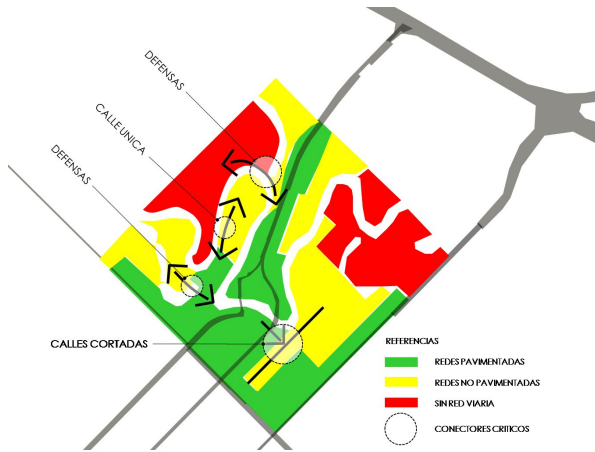 DEFENSAS
CALLE UNICA
DEFENSAS
CALLES CORTADAS
REFERENCIAS
REDES PAVIMENTADAS
REDES NO PAVIMENTADAS
SIN RED VIARIA
CONECTORES CRITICOS